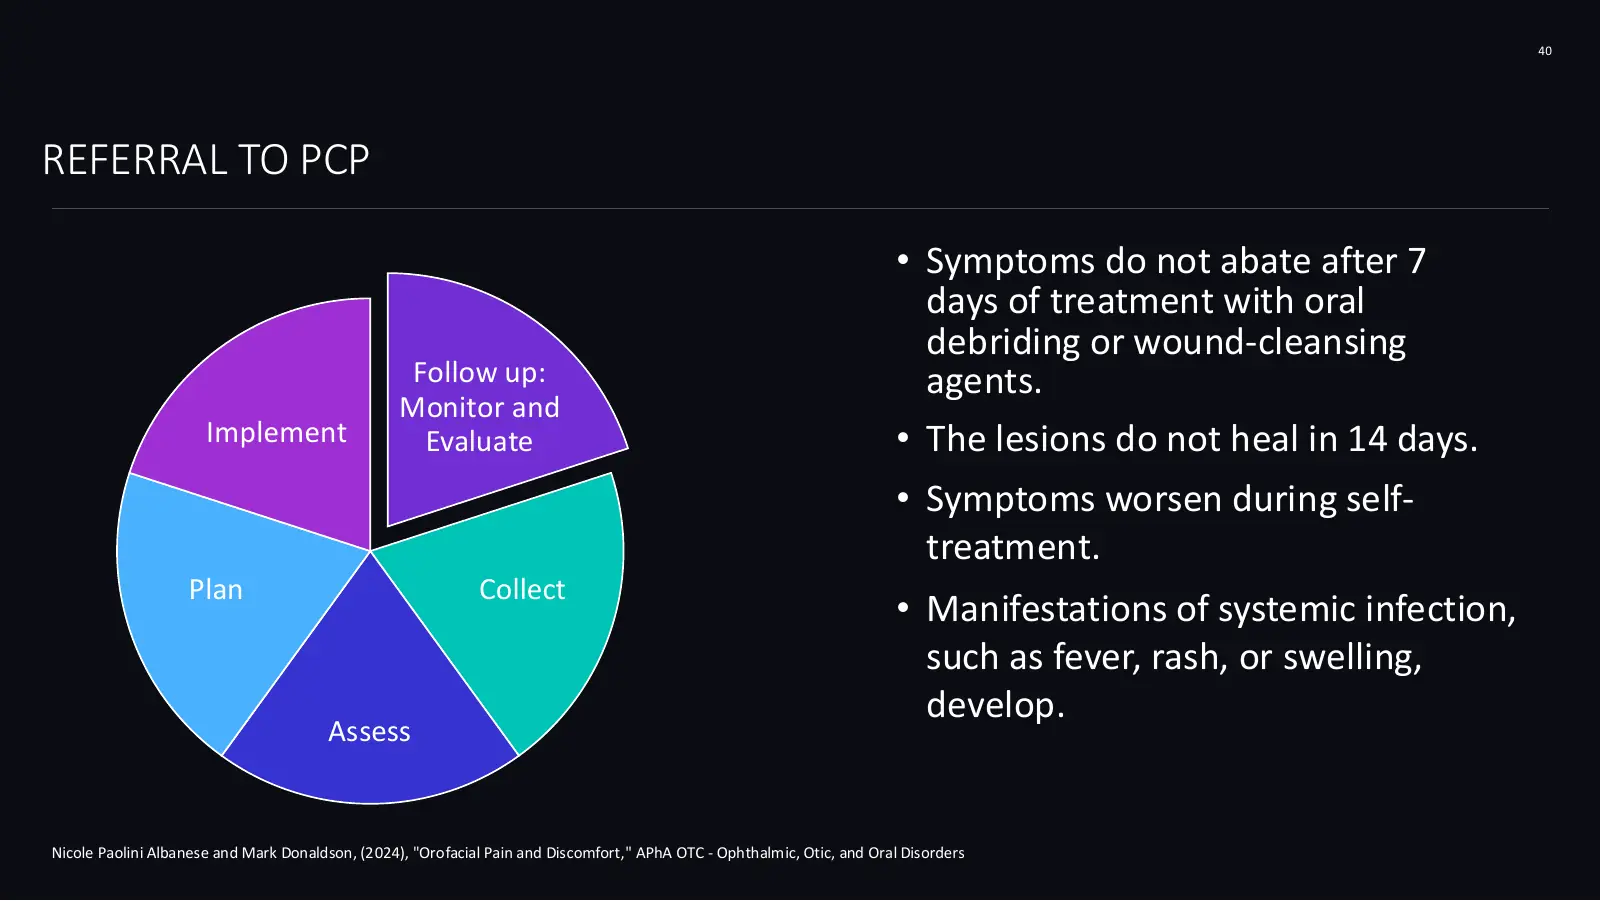 40
REFERRAL TO PCP
Follow up:
Monitor and
Evaluate
Implement
Plan
Collect
Assess
• Symptoms do not abate after 7
days of treatment with oral
debriding or wound-cleansing
agents.
• The lesions do not heal in 14 days.
• Symptoms worsen during self-
treatment.
• Manifestations of systemic infection,
such as fever, rash, or swelling,
develop.
Nicole Paolini Albanese and Mark Donaldson, (2024), "Orofacial Pain and Discomfort," APhA OTC - Ophthalmic, Otic, and Oral Disorders